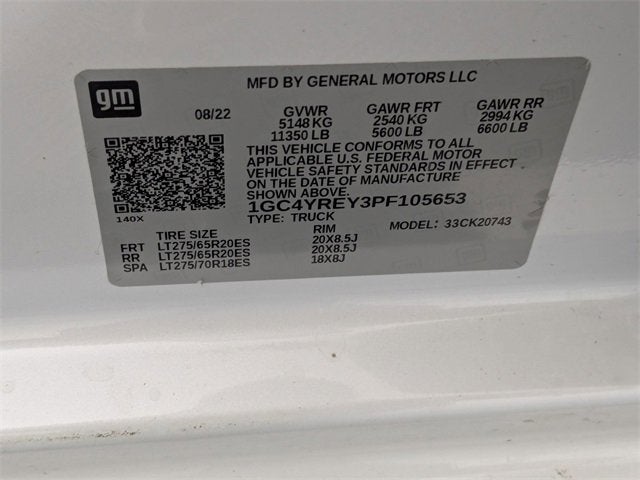 gm
MFD BY GENERAL MOTORS LLC
08/22 GVWR GAWR FRT GAWR RR
5148 KG 2540 KG 2994 KG
11350 LB 5600 LB 6600 LB
THIS VEHICLE CONFORMS TO ALL
APPLICABLE U.S. FEDERAL MOTOR
VEHICLE SAFETY STANDARDS IN EFFECT
ON THE DATE OF MANUFACTURE
1GC4YREY3PF105653
140X TYPE: TRUCK MODEL: 33CK20743
TIRE SIZE RIM
FRT LT275/65R20ES 20X8.5J
RR LT275/65R20ES 20X8.5J
SPA LT275/70R18ES 18X8J